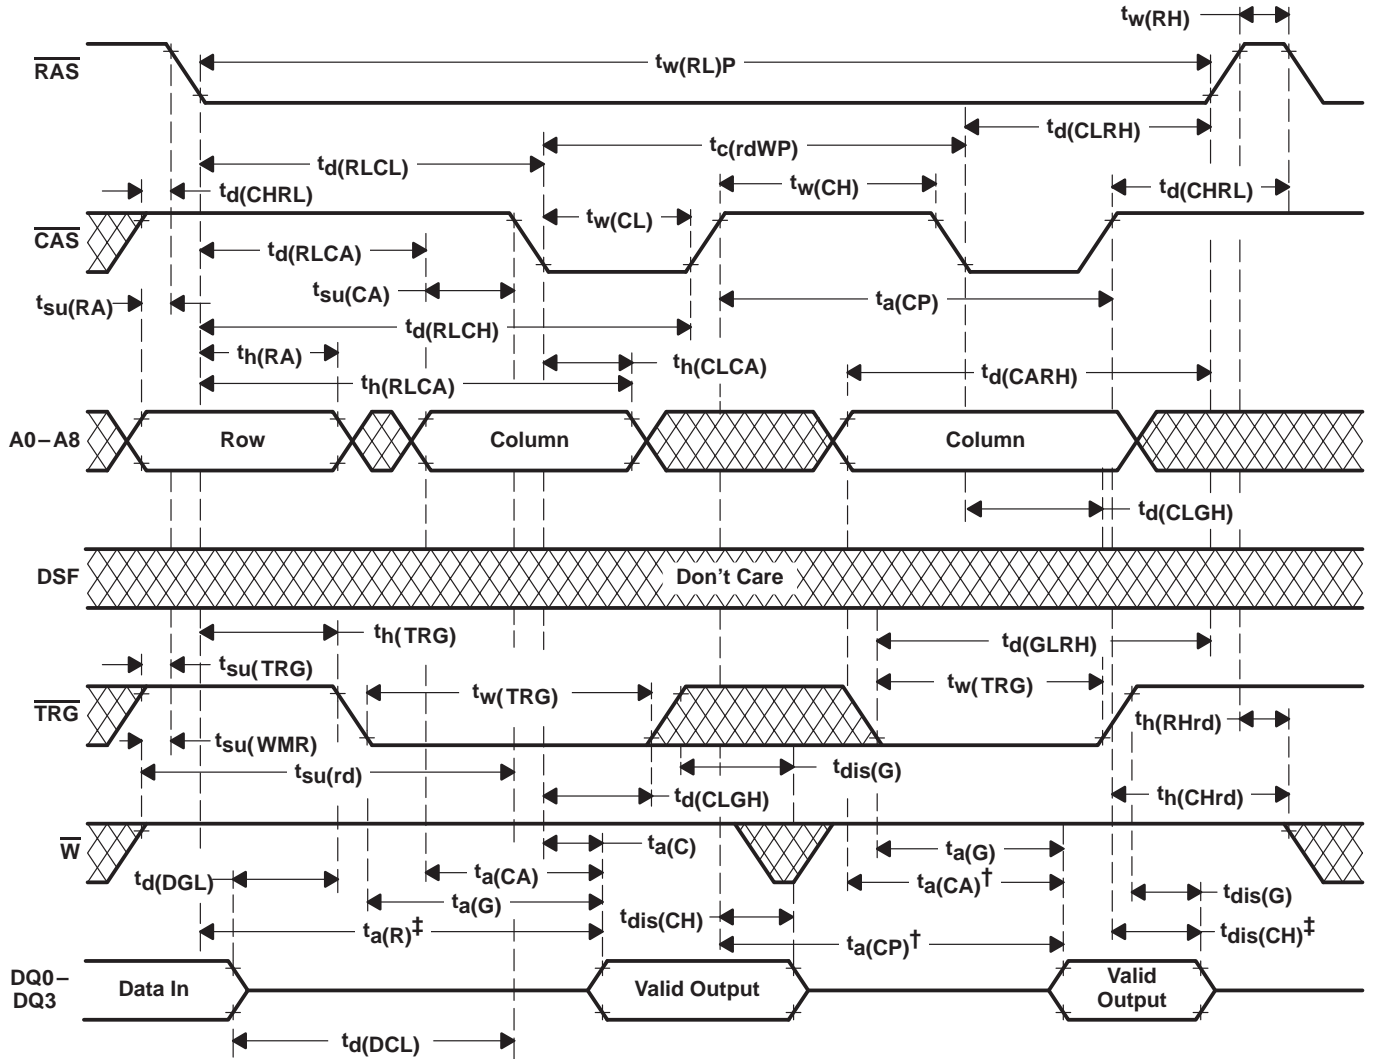 tw(RH)
RAS
tw(RL)P
td(CLRH)
tc(rdWP)
td(RLCL)
td(CHRL)
tw(CH)
td(CHRL)
CAS
tw(CL)
td(RLCA)
tsu(CA)
tsu(RA)
ta(CP)
td(RLCH)
th(RA)
th(CLCA)
th(RLCA)
td(CARH)
A0–A8
Row
Column
Column
td(CLGH)
DSF
Don't Care
th(TRG)
td(GLRH)
tsu(TRG)
tw(TRG)
tw(TRG)
TRG
tsu(WMR)
th(RHrd)
tsu(rd)
tdis(G)
td(CLGH)
th(CHrd)
W
ta(C)
ta(G)
td(DGL)
ta(CA)
ta(CA)†
tdis(G)
ta(G)
tdis(CH)
ta(R)‡
ta(CP)†
tdis(CH)‡
DQ0–
DQ3
Data In
Valid Output
Valid
Output
td(DCL)